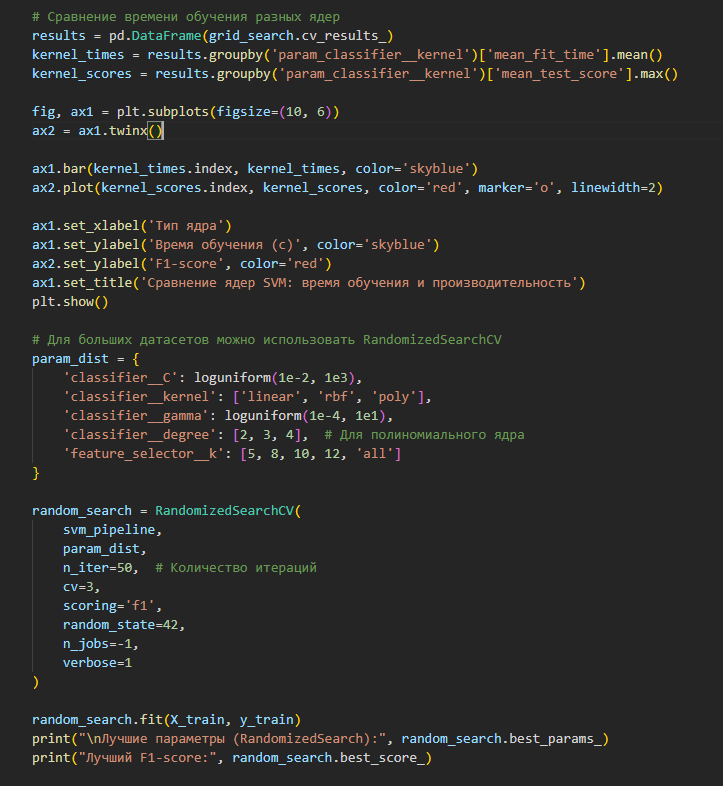 # Сравнение времени обучения разных ядер
results = pd.DataFrame(grid_search.cv_results_)
kernel_times = results.groupby('param_classifier__kernel')['mean_fit_time'].mean()
kernel_scores = results.groupby('param_classifier__kernel')['mean_test_score'].max()

fig, ax1 = plt.subplots(figsize=(10, 6))
ax2 = ax1.twinx()

ax1.bar(kernel_times.index, kernel_times, color='skyblue')
ax2.plot(kernel_scores.index, kernel_scores, color='red', marker='o', linewidth=2)

ax1.set_xlabel('Тип ядра')
ax1.set_ylabel('Время обучения (с)', color='skyblue')
ax2.set_ylabel('F1-score', color='red')
ax1.set_title('Сравнение ядер SVM: время обучения и производительность')
plt.show()

# Для больших датасетов можно использовать RandomizedSearchCV
param_dist = {
    'classifier__C': loguniform(1e-2, 1e3),
    'classifier__kernel': ['linear', 'rbf', 'poly'],
    'classifier__gamma': loguniform(1e-4, 1e1),
    'classifier__degree': [2, 3, 4],  # Для полиномиального ядра
    'feature_selector__k': [5, 8, 10, 12, 'all']
}

random_search = RandomizedSearchCV(
    svm_pipeline,
    param_dist,
    n_iter=50,  # Количество итераций
    cv=3,
    scoring='f1',
    random_state=42,
    n_jobs=-1,
    verbose=1
)

random_search.fit(X_train, y_train)
print("\nЛучшие параметры (RandomizedSearch):", random_search.best_params_)
print("Лучший F1-score:", random_search.best_score_)